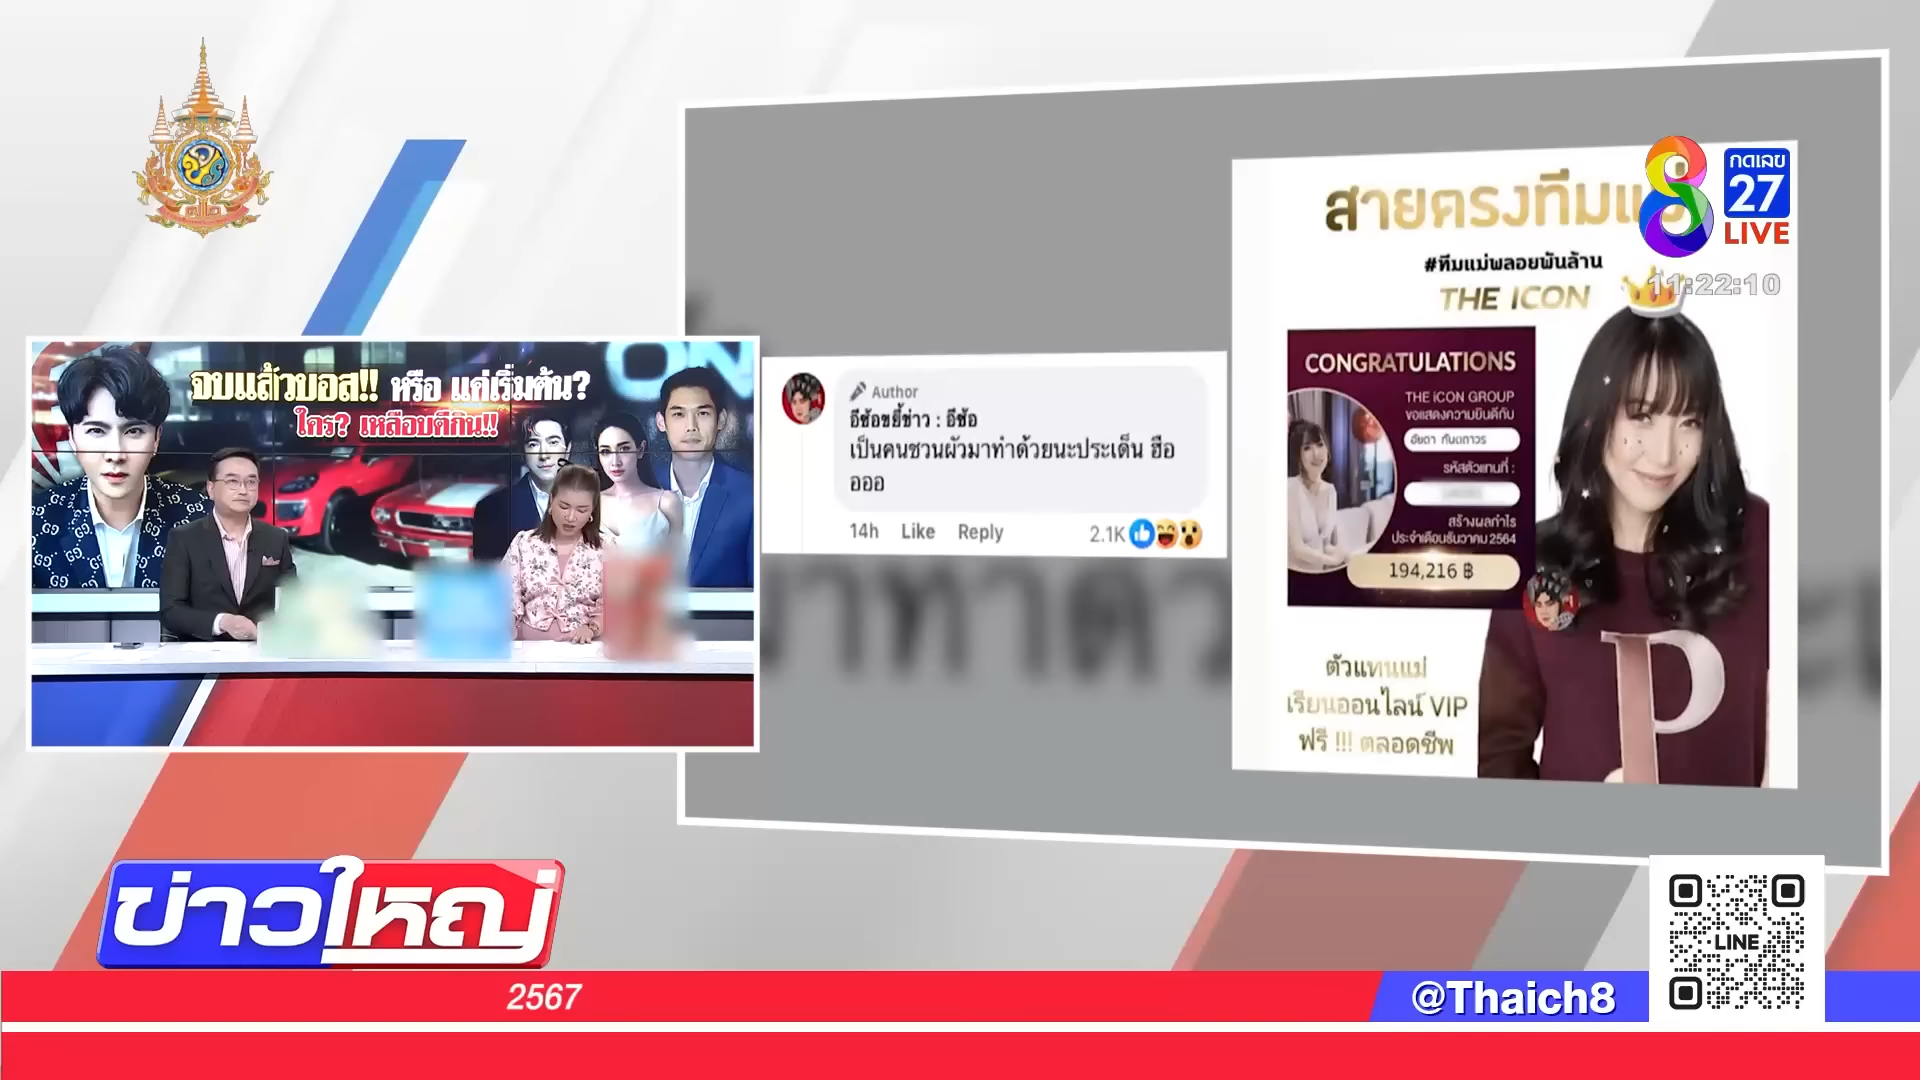 กดเลข
27
LIVE
11:22:10
จบแล้วบอส!! หรือ แค่เริ่มต้น?
ใคร? เหลือบดีกิน!!
Author
อีซ้อขยี้ข่าว : อีซ้อ
เป็นคนชวนผัวมาทำด้วยนะประเด็น ฮือ
ออออ
14h Like Reply 2.1K
สายตรงทีมแม่
#ทีมแม่พลอยพันล้าน
THE iCON
CONGRATULATIONS
THE iCON GROUP
ขอแสดงความยินดีกับ
อัยดา กันตถาวร
รหัสตัวแทนที่ :
สร้างผลกำไร
ประจำเดือนธันวาคม 2564
194,216 ฿
P
ตัวแทนแม่
เรียนออนไลน์ VIP
ฟรี !!! ตลอดชีพ
ข่าวใหญ่
2567
@Thaich8
LINE